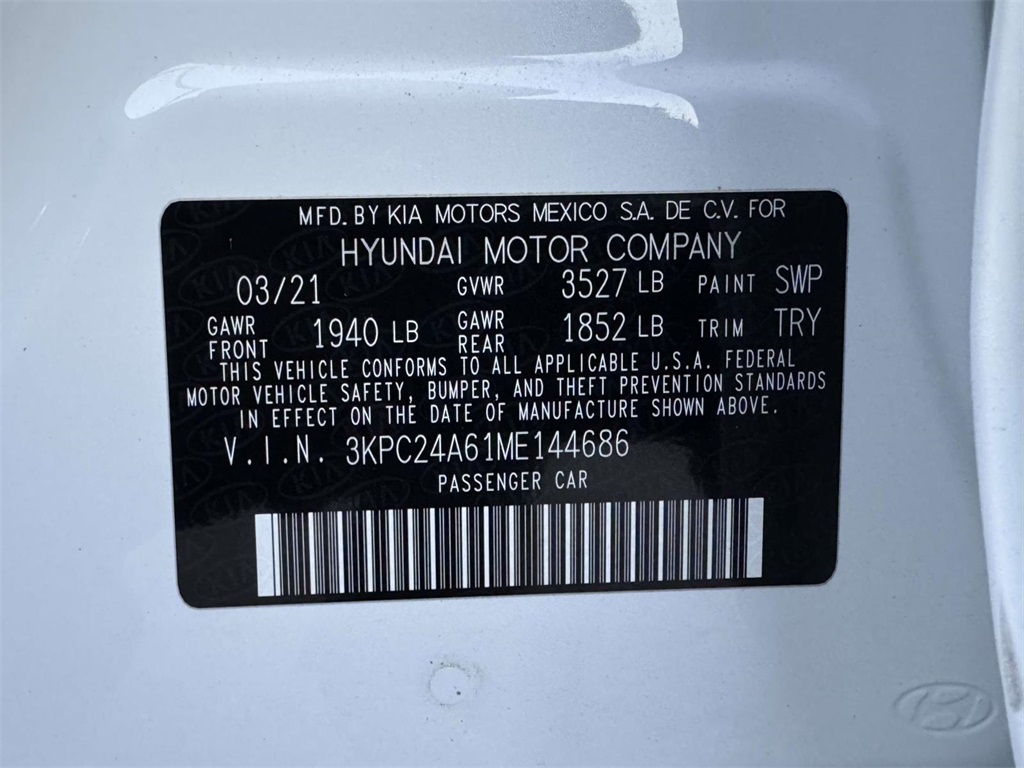 MFD. BY KIA MOTORS MEXICO S.A. DE C.V. FOR
HYUNDAI MOTOR COMPANY
03/21 GVWR 3527 LB PAINT SWP
GAWR FRONT 1940 LB GAWR REAR 1852 LB TRIM TRY
THIS VEHICLE CONFORMS TO ALL APPLICABLE U.S.A. FEDERAL
MOTOR VEHICLE SAFETY, BUMPER, AND THEFT PREVENTION STANDARDS
IN EFFECT ON THE DATE OF MANUFACTURE SHOWN ABOVE.
V.I.N. 3KPC24A61ME144686
PASSENGER CAR